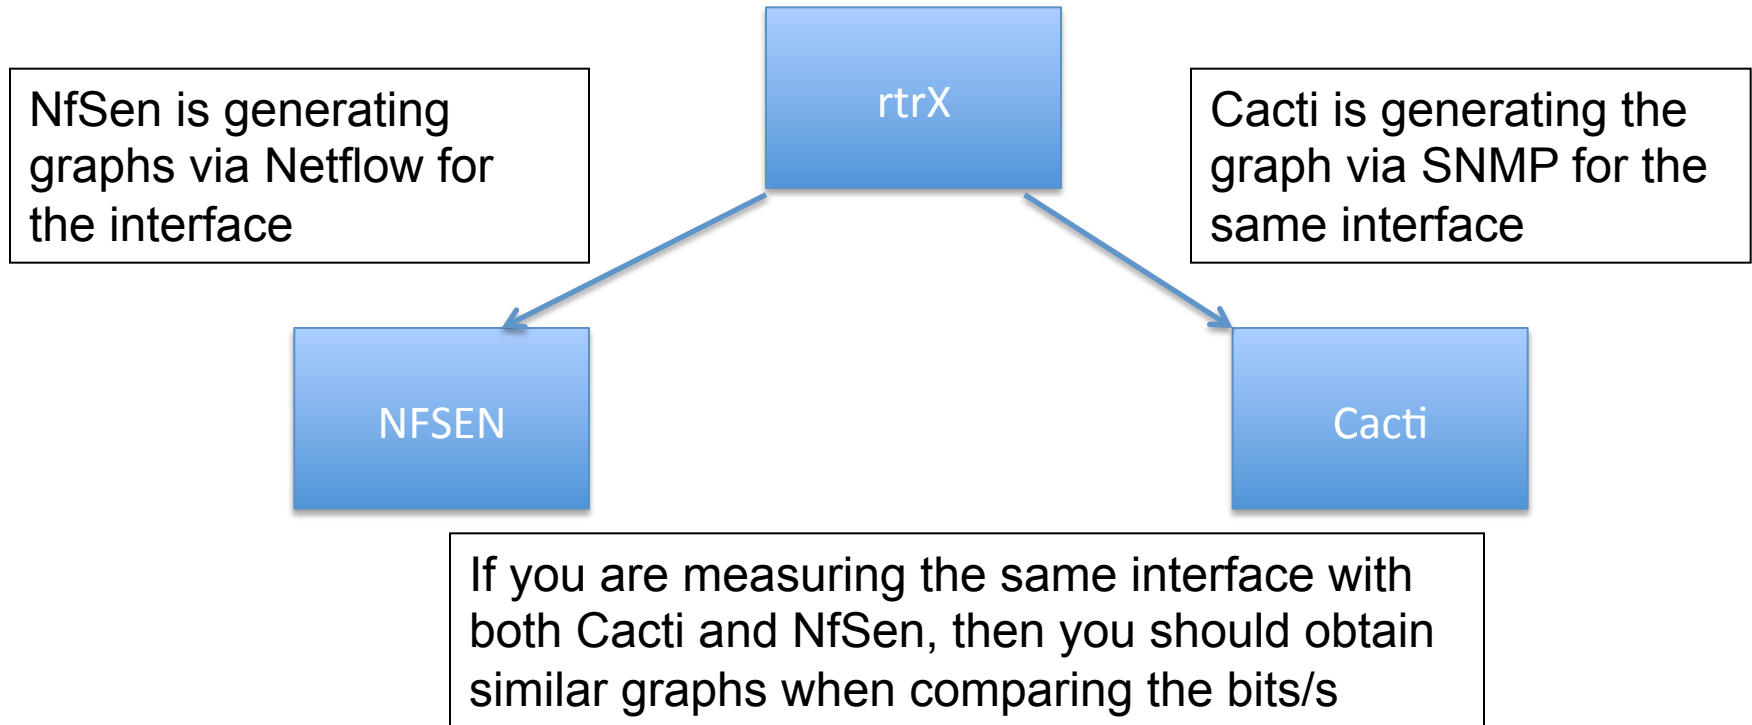 rtrX
NfSen is generating
graphs via Netflow for
the interface
Cacti is generating the
graph via SNMP for the
same interface
NFSEN
Cacti
If you are measuring the same interface with
both Cacti and NfSen, then you should obtain
similar graphs when comparing the bits/s